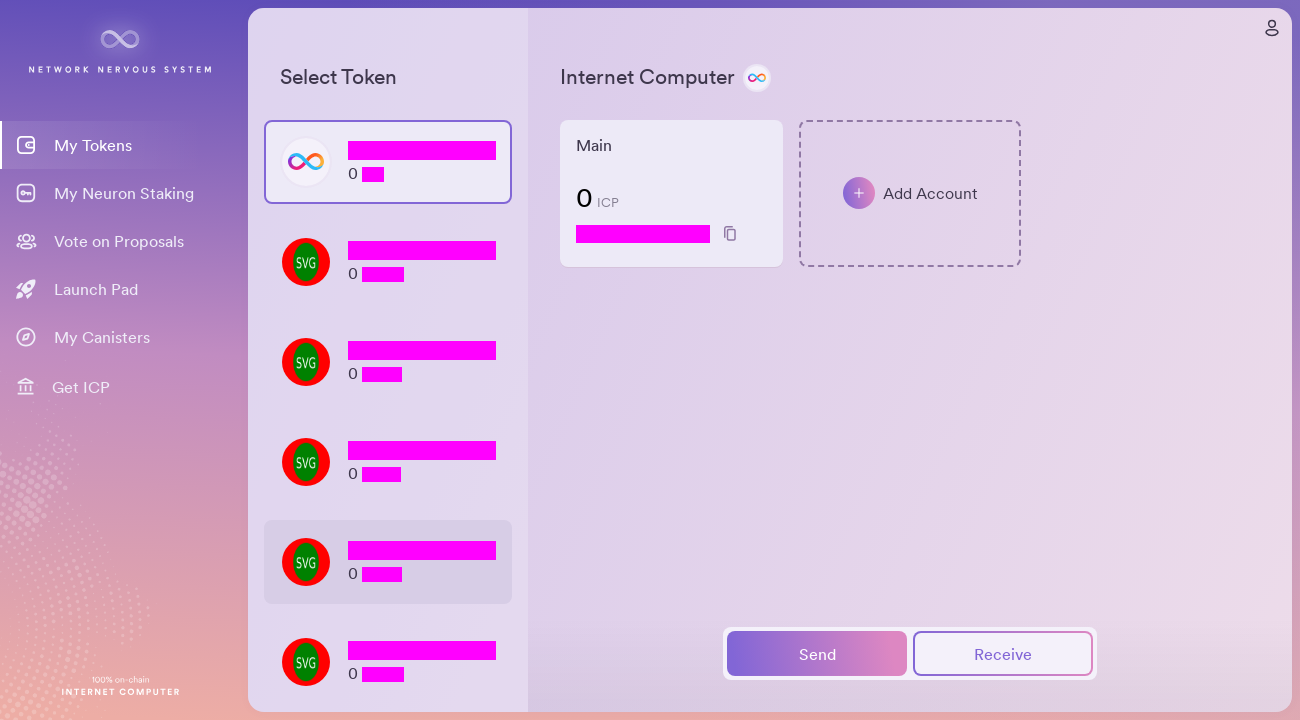 NETWORK NERVOUS SYSTEM
My Tokens
My Neuron Staking
Vote on Proposals
Launch Pad
My Canisters
Get ICP
100% on-chain
INTERNET COMPUTER
Select Token
0
SVG
0
SVG
0
SVG
0
SVG
0
SVG
0
Internet Computer
Main
0 ICP
Add Account
Send
Receive